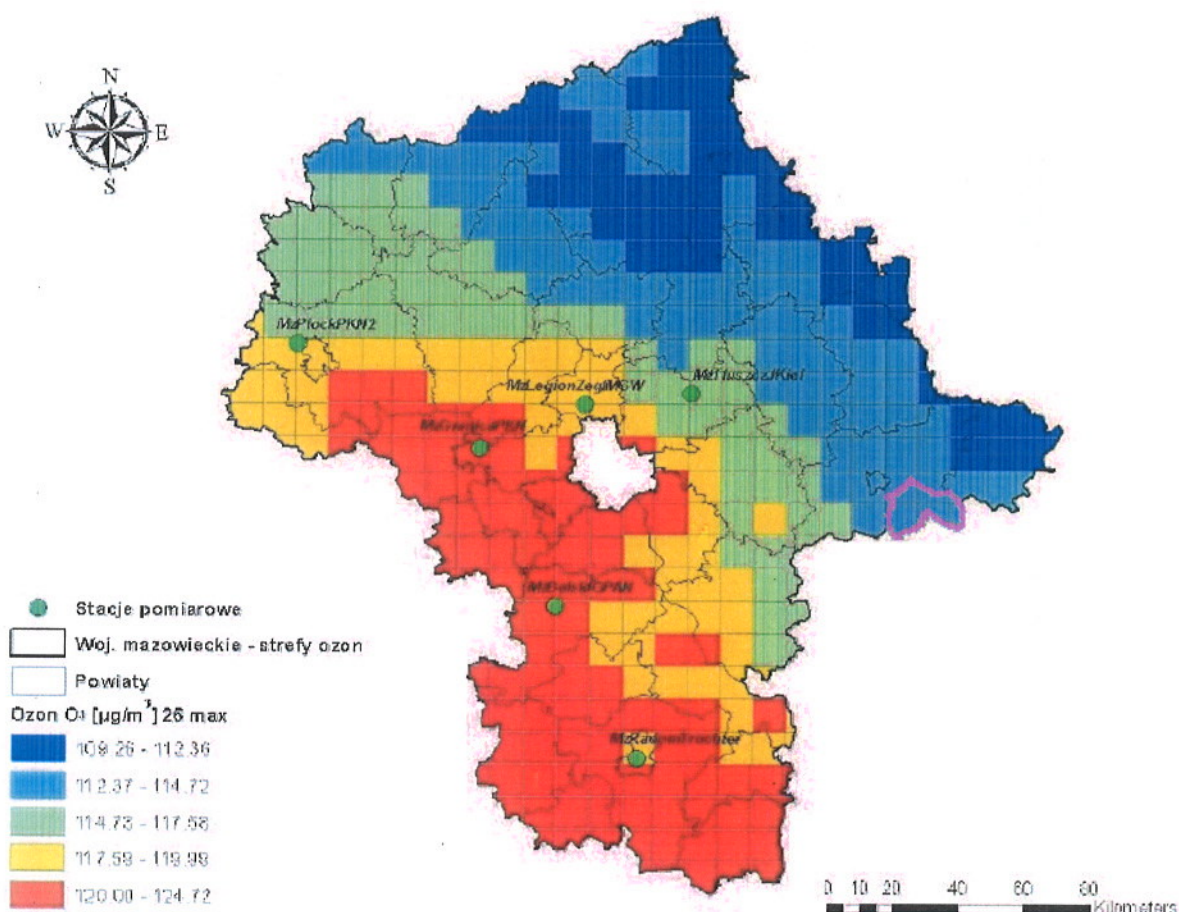 N
W E
S
MzPlockPKN2
MzLegionZegIMGW
MzTluszczJKiel
Stacje pomiarowe
Woj. mazowieckie - strefy ozon
Powiaty
Ozon [µg/m³] 26 max
109.26 - 112.36
112.37 - 114.72
114.73 - 117.58
117.59 - 119.99
120.00 - 124.72
0 10 20 40 60 80
Kilometers